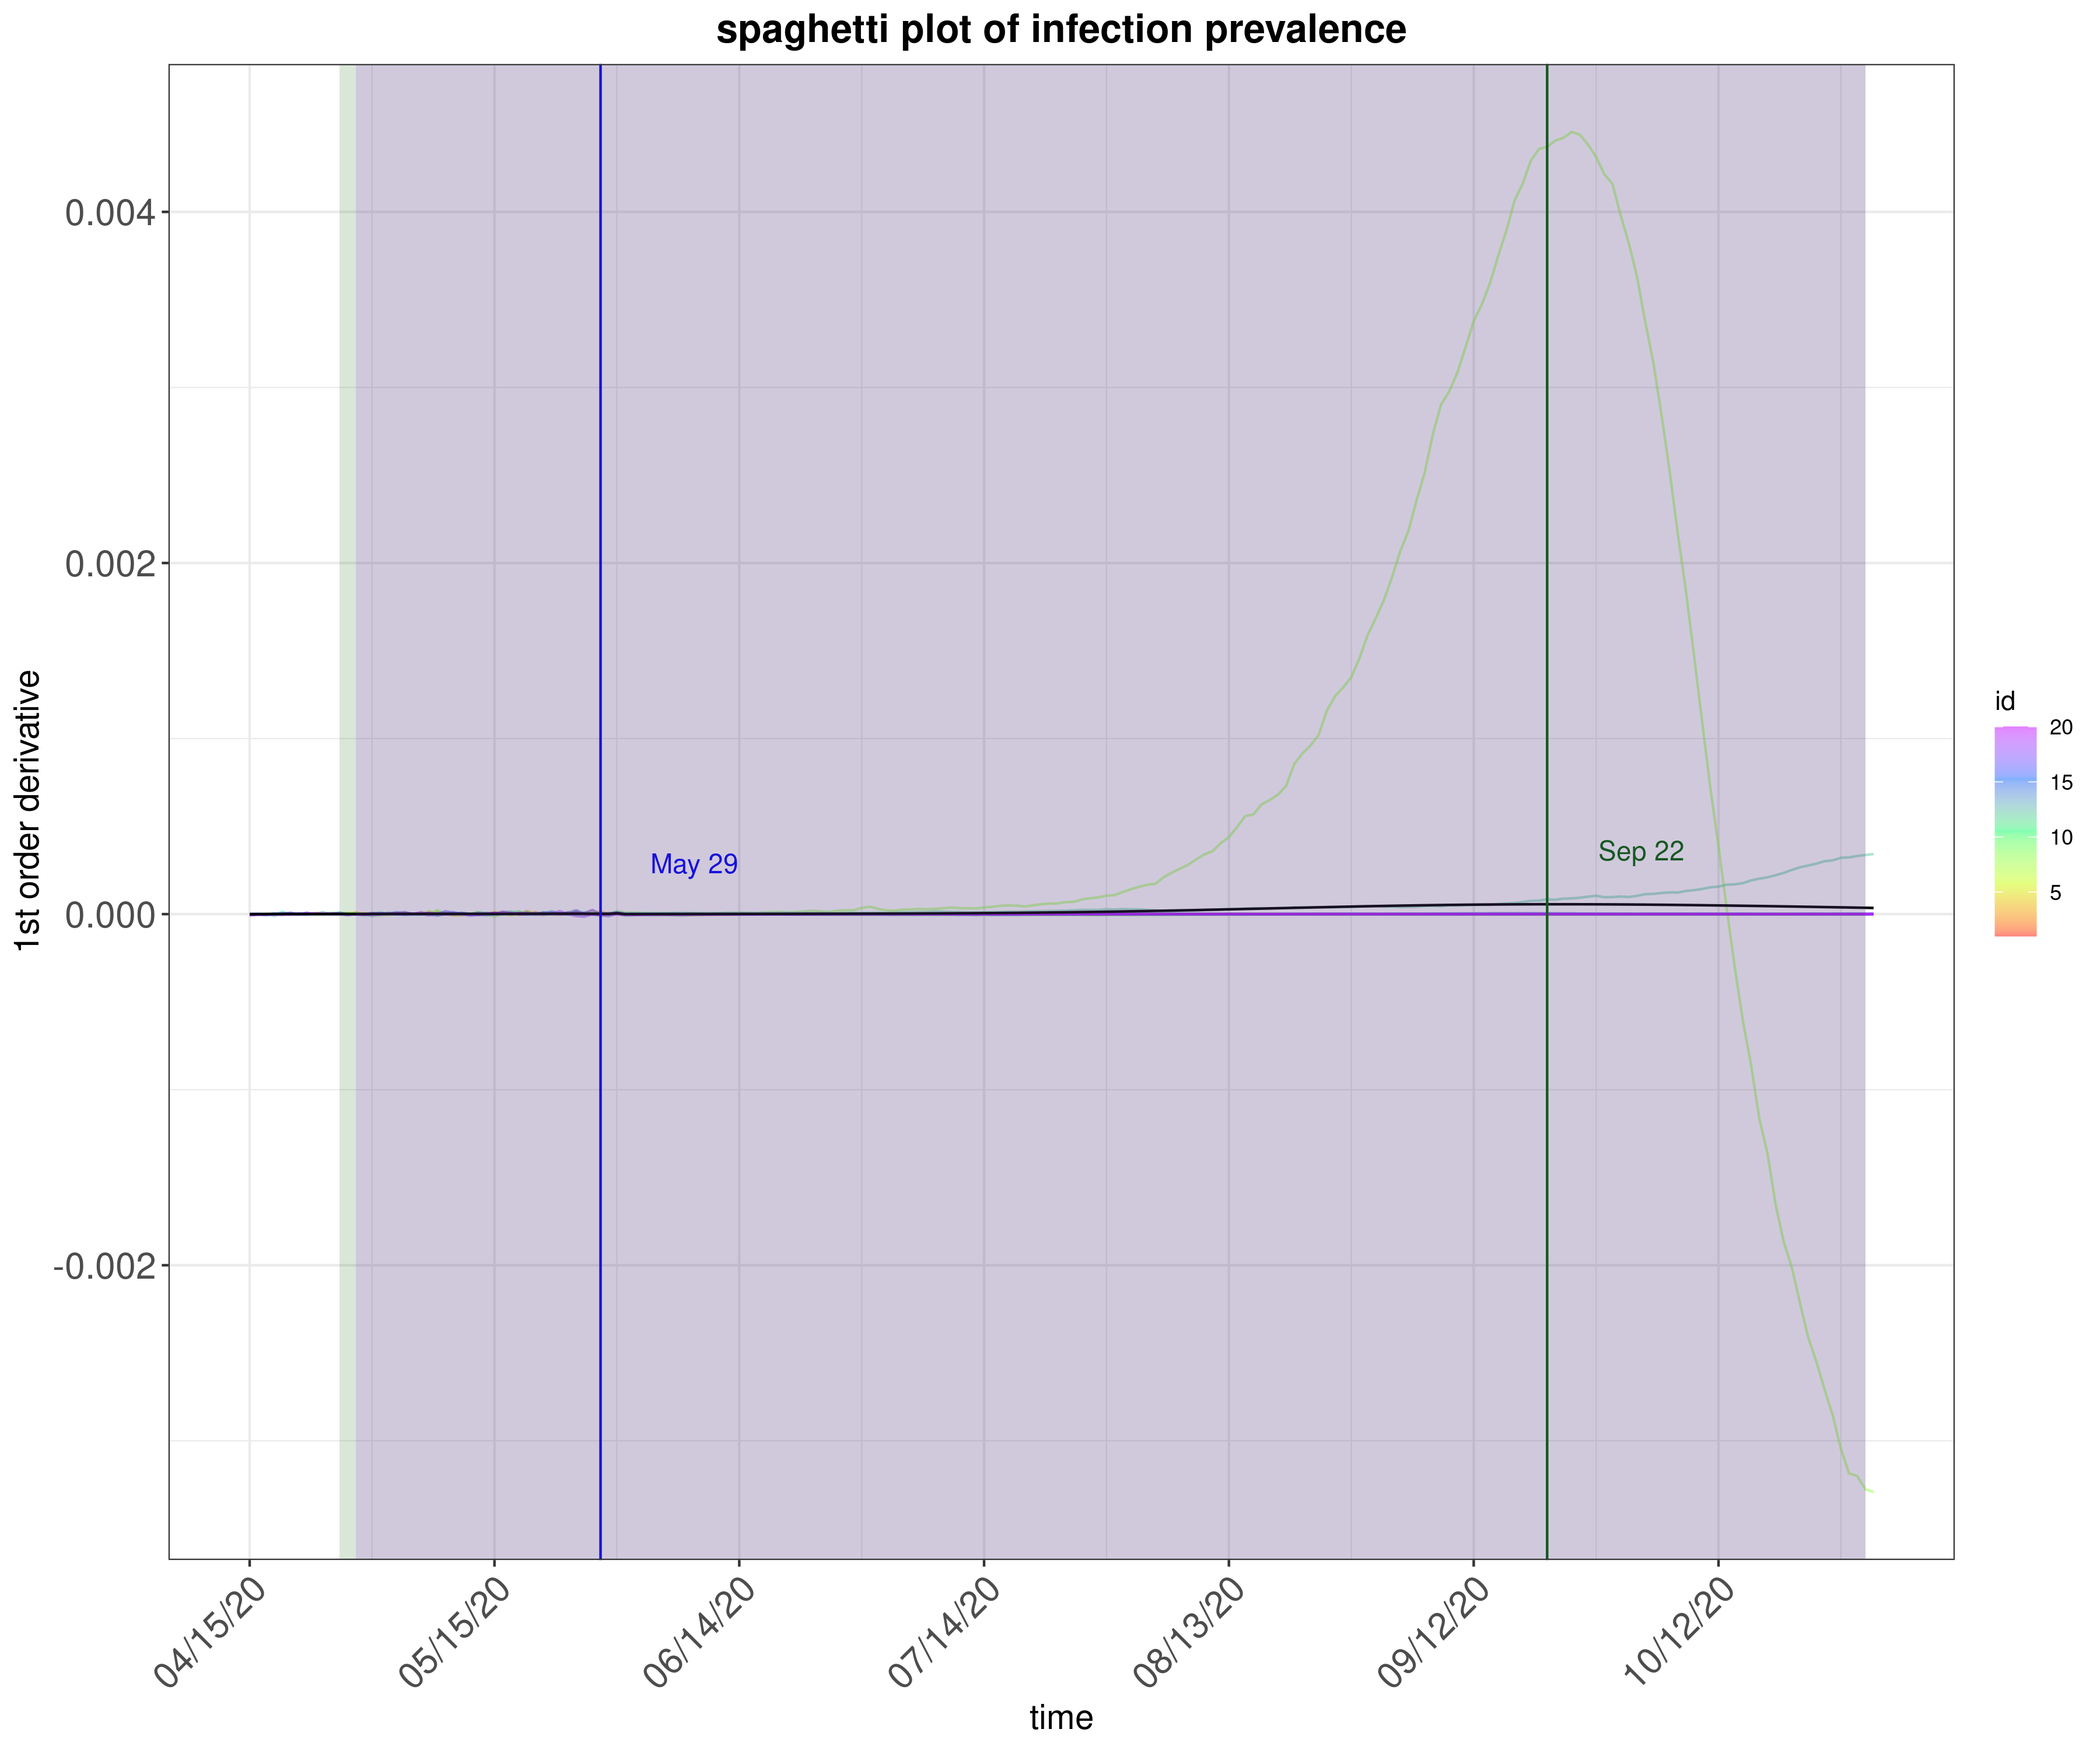 spaghetti plot of infection prevalence
1st order derivative
0.004
0.002
0.000
-0.002
May 29
Sep 22
id
20
15
10
5
04/15/20
05/15/20
06/14/20
07/14/20
08/13/20
09/12/20
10/12/20
time